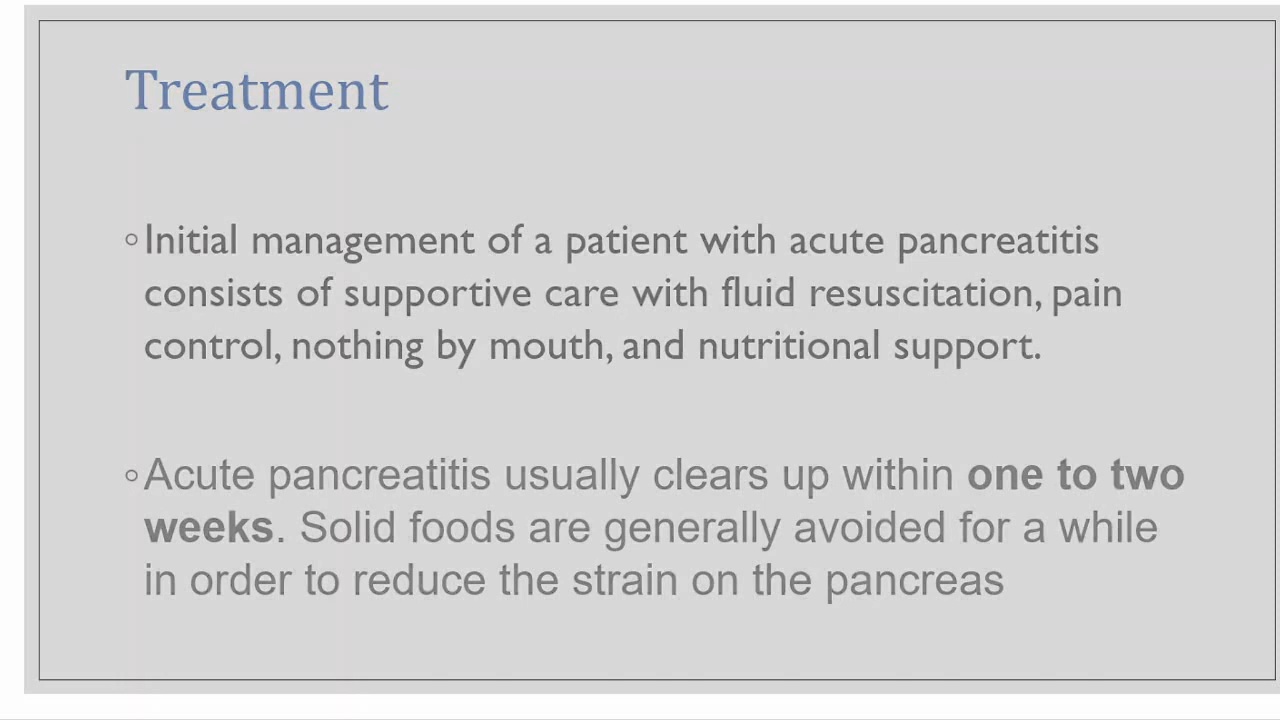 Treatment
◦Initial management of a patient with acute pancreatitis
consists of supportive care with fluid resuscitation, pain
control, nothing by mouth, and nutritional support.
◦Acute pancreatitis usually clears up within one to two
weeks. Solid foods are generally avoided for a while
in order to reduce the strain on the pancreas